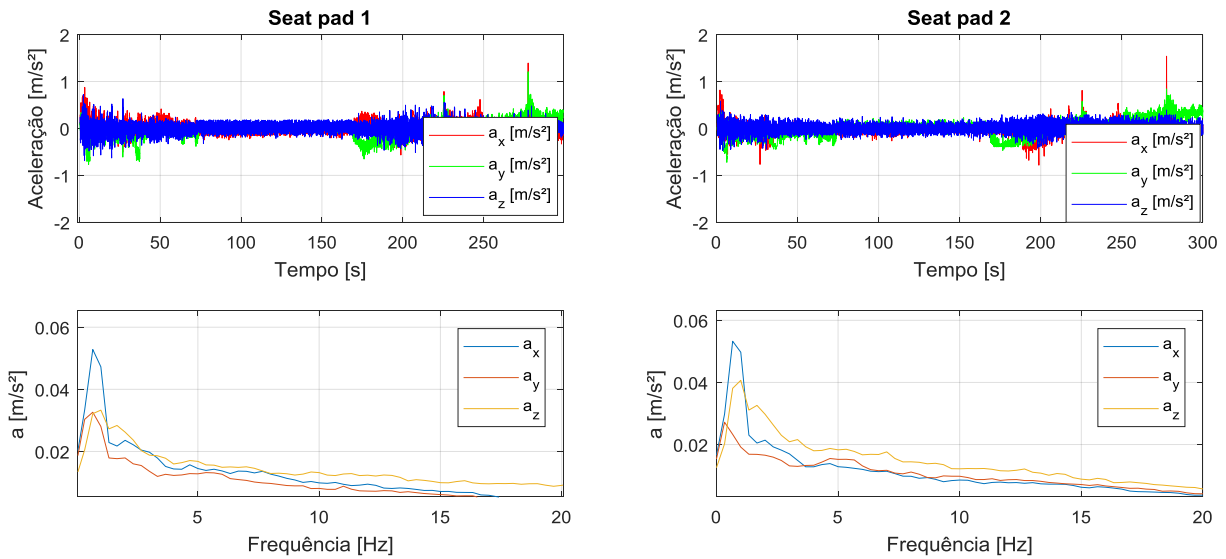 Seat pad 1
Aceleração [m/s²]
2
1
0
-1
-2
a_x [m/s²]
a_y [m/s²]
a_z [m/s²]
0 50 100 150 200 250
Tempo [s]
Seat pad 2
Aceleração [m/s²]
2
1
0
-1
-2
a_x [m/s²]
a_y [m/s²]
a_z [m/s²]
0 50 100 150 200 250 300
Tempo [s]
a [m/s²]
0.06
0.04
0.02
a_x
a_y
a_z
5 10 15 20
Frequência [Hz]
a [m/s²]
0.06
0.04
0.02
a_x
a_y
a_z
0 5 10 15 20
Frequência [Hz]